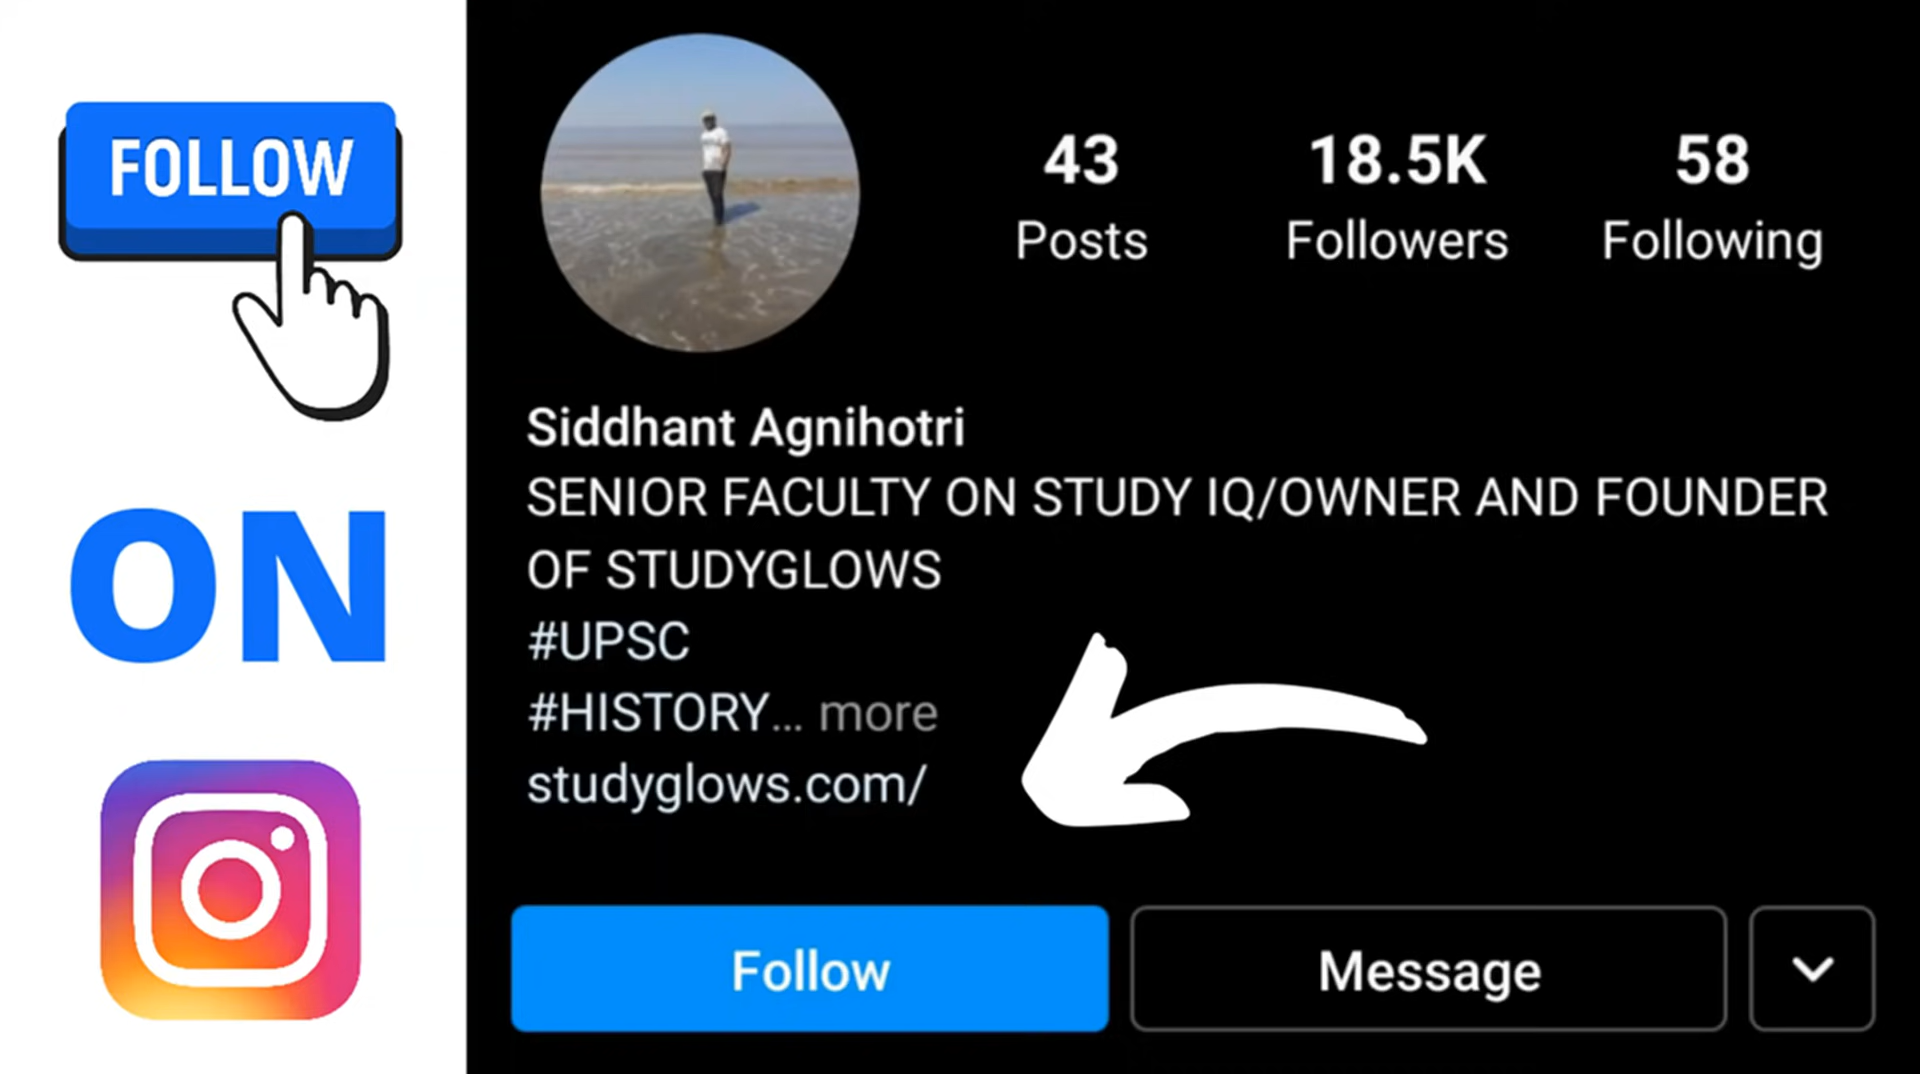 FOLLOW
ON
43
Posts
18.5K
Followers
58
Following
Siddhant Agnihotri
SENIOR FACULTY ON STUDY IQ/OWNER AND FOUNDER
OF STUDYGLOWS
#UPSC
#HISTORY... more
studyglows.com/
Follow
Message